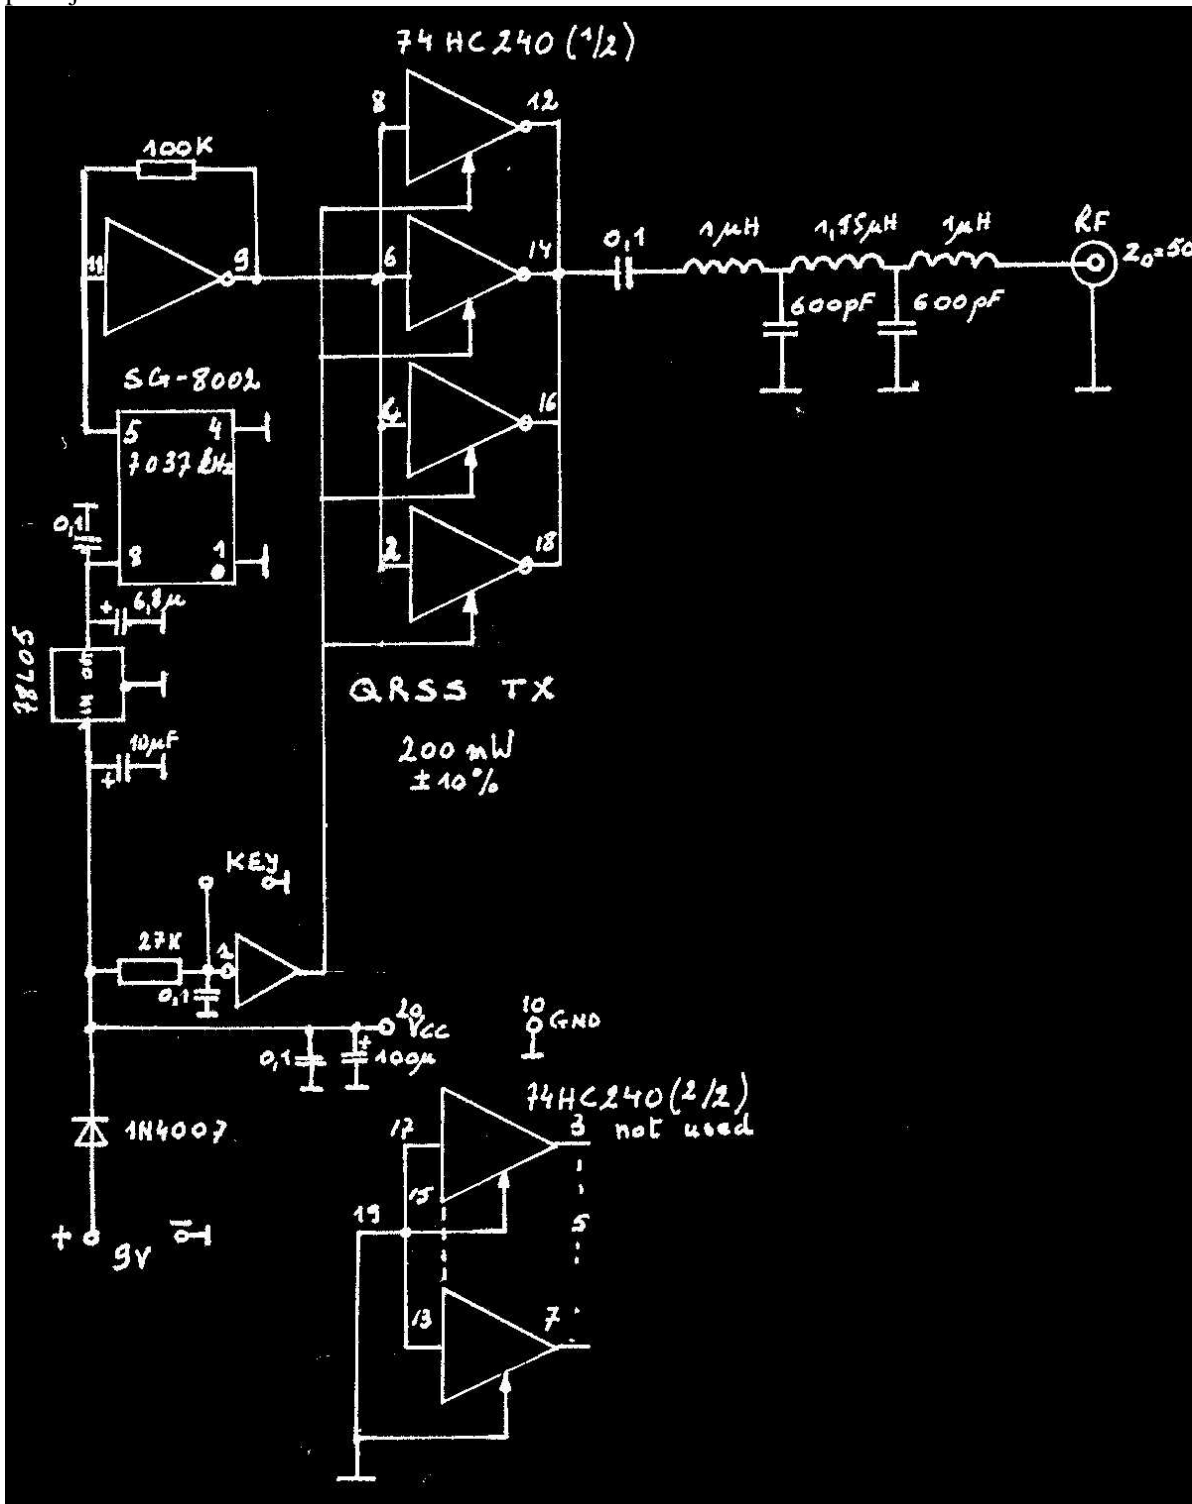 74HC240 (1/2)
8
12
100K
11
9
6
14
0,1
1µH
1,15µH
1µH
RF
Z0=50
600pF
600pF
SG-8002
5
4
7037 kHz
4
16
0,1
8
1
2
18
+
6,8µ
78L05
IN
QRSS TX
200 mW
±10%
+
10µF
KEY
27K
1
0,1
20
VCC
10
GND
0,1
+
100µ
74HC240 (2/2)
not used
17
3
1N4007
15
19
5
+
9V
-
13
7